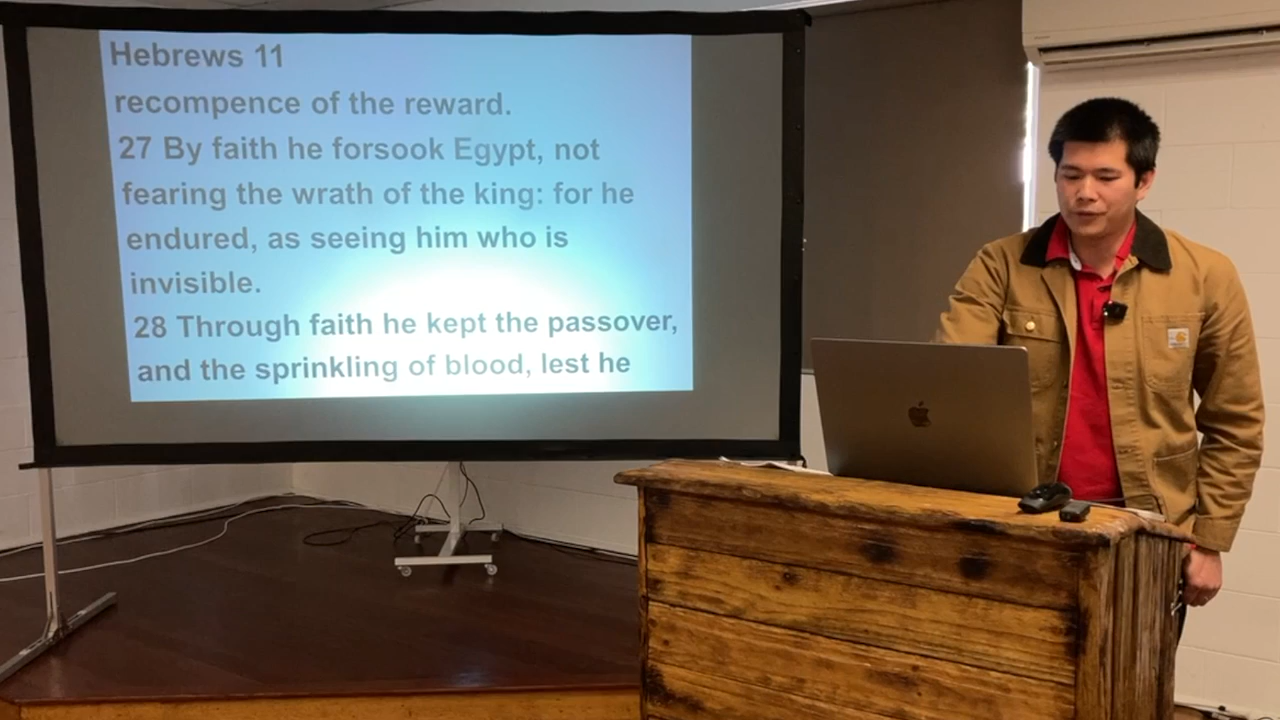 Hebrews 11
recompence of the reward.
27 By faith he forsook Egypt, not
fearing the wrath of the king: for he
endured, as seeing him who is
invisible.
28 Through faith he kept the passover,
and the sprinkling of blood, lest he